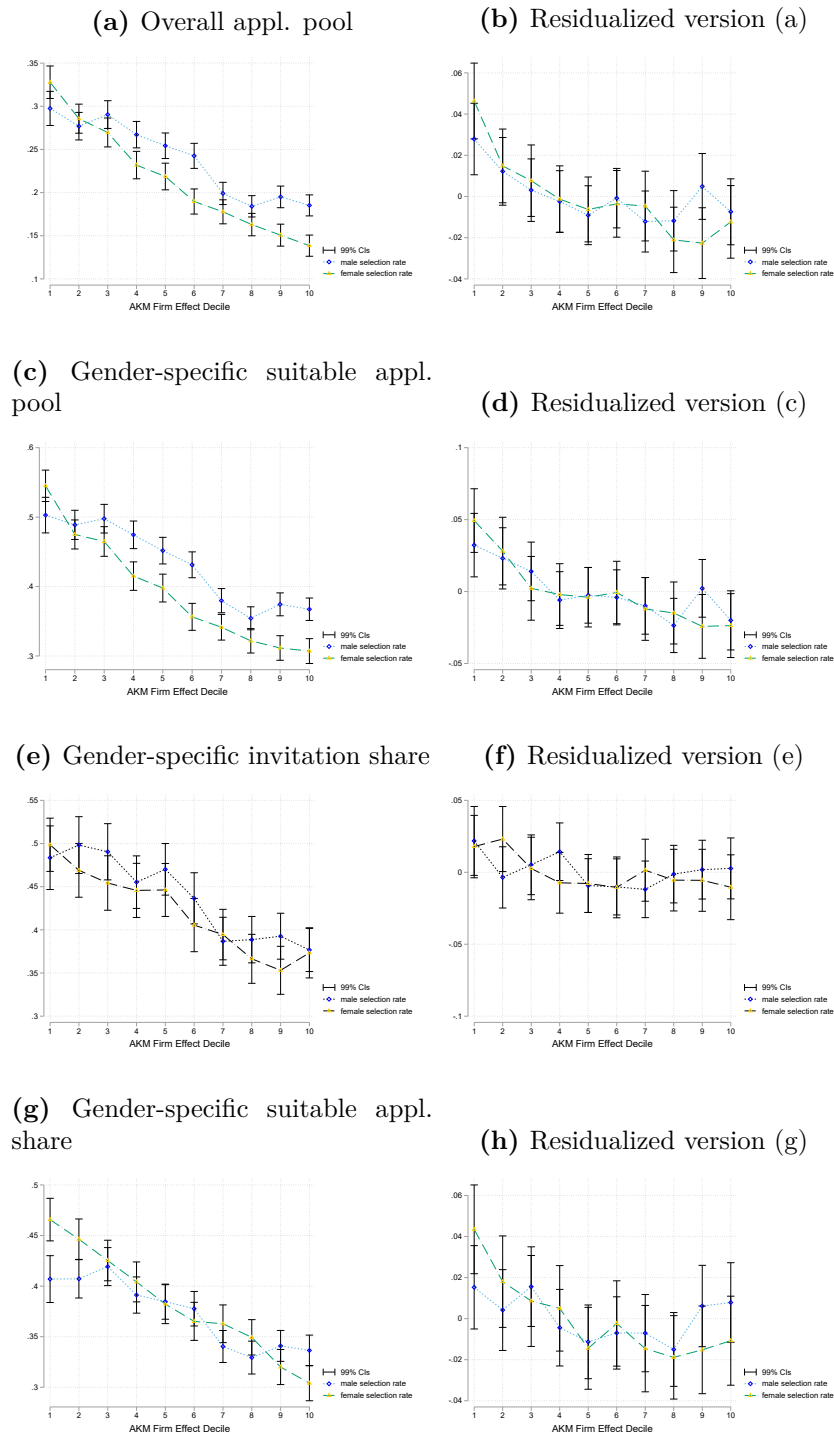 (a) Overall appl. pool
(b) Residualized version (a)
.35
.3
.25
.2
.15
.1
1 2 3 4 5 6 7 8 9 10
AKM Firm Effect Decile
99% CIs
male selection rate
female selection rate
.06
.04
.02
0
-.02
-.04
1 2 3 4 5 6 7 8 9 10
AKM Firm Effect Decile
99% CIs
male selection rate
female selection rate
(c) Gender-specific suitable appl.
pool
(d) Residualized version (c)
.6
.5
.4
.3
1 2 3 4 5 6 7 8 9 10
AKM Firm Effect Decile
99% CIs
male selection rate
female selection rate
.1
.05
0
-.05
1 2 3 4 5 6 7 8 9 10
AKM Firm Effect Decile
99% CIs
male selection rate
female selection rate
(e) Gender-specific invitation share
(f) Residualized version (e)
.55
.5
.45
.4
.35
.3
1 2 3 4 5 6 7 8 9 10
AKM Firm Effect Decile
99% CIs
male selection rate
female selection rate
.05
0
-.05
-.1
1 2 3 4 5 6 7 8 9 10
AKM Firm Effect Decile
99% CIs
male selection rate
female selection rate
(g) Gender-specific suitable appl.
share
(h) Residualized version (g)
.5
.45
.4
.35
.3
1 2 3 4 5 6 7 8 9 10
AKM Firm Effect Decile
99% CIs
male selection rate
female selection rate
.06
.04
.02
0
-.02
-.04
1 2 3 4 5 6 7 8 9 10
AKM Firm Effect Decile
99% CIs
male selection rate
female selection rate